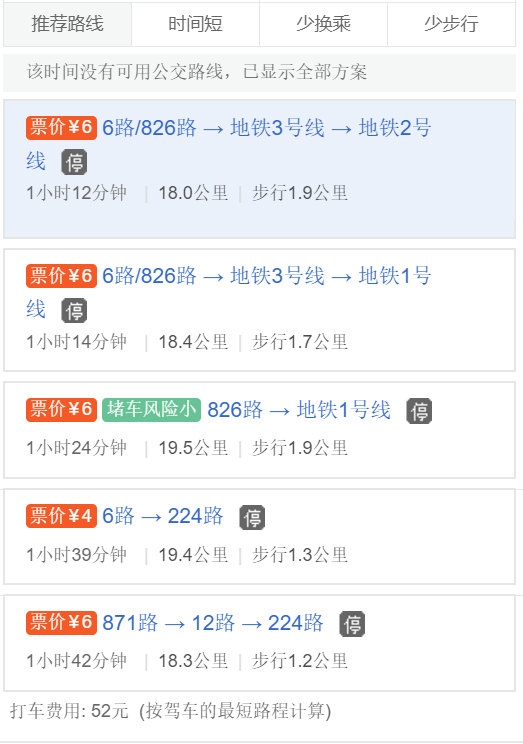 推荐路线 时间短 少换乘 少步行
该时间没有可用公交路线，已显示全部方案
票价¥6 6路/826路 → 地铁3号线 → 地铁2号
线 停
1小时12分钟 | 18.0公里 | 步行1.9公里
票价¥6 6路/826路 → 地铁3号线 → 地铁1号
线 停
1小时14分钟 | 18.4公里 | 步行1.7公里
票价¥6 堵车风险小 826路 → 地铁1号线 停
1小时24分钟 | 19.5公里 | 步行1.9公里
票价¥4 6路 → 224路 停
1小时39分钟 | 19.4公里 | 步行1.3公里
票价¥6 871路 → 12路 → 224路 停
1小时42分钟 | 18.3公里 | 步行1.2公里
打车费用: 52元 (按驾车的最短路程计算)